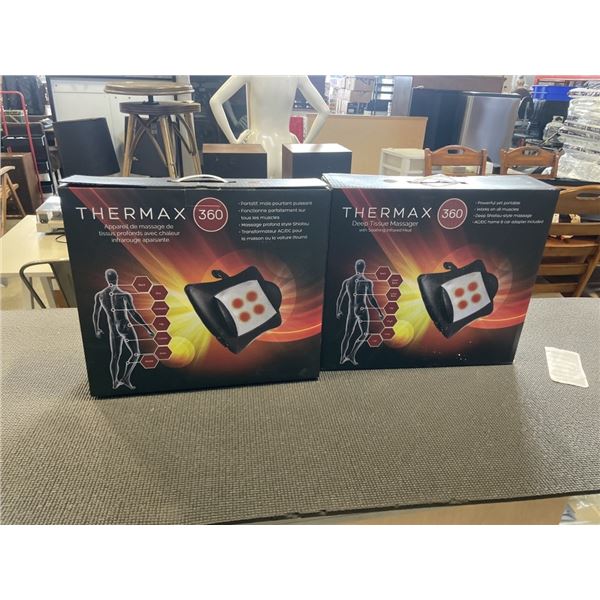 THERMAX 360
Appareil de massage de
tissus profonds avec chaleur
infrarouge apaisante
• Portatif, mais pourtant puissant
• Fonctionne parfaitement sur
tous les muscles
• Massage profond style Shiatsu
• Transformateur AC/DC pour
la maison ou la voiture fourni
THERMAX 360
Deep Tissue Massager
with Soothing Infrared Heat
• Powerful yet portable
• Works on all muscles
• Deep Shiatsu-style massage
• AC/DC home & car adapter included